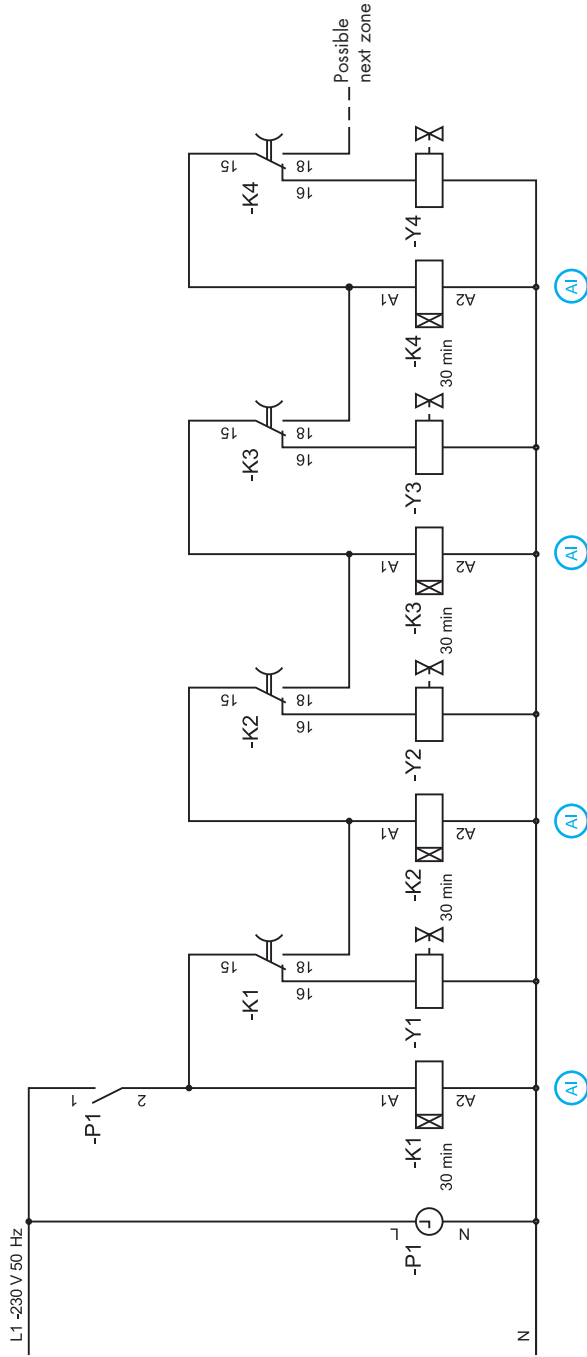 L1 -230 V 50 Hz
N
-P1
L
N
-P1
1
2
-K1
A1
A2
30 min
AI
-K1
15
16
18
-Y1
-K2
A1
A2
30 min
AI
-K2
15
16
18
-Y2
-K3
A1
A2
30 min
AI
-K3
15
16
18
-Y3
-K4
A1
A2
30 min
AI
-K4
15
16
18
-Y4
Possible
next zone